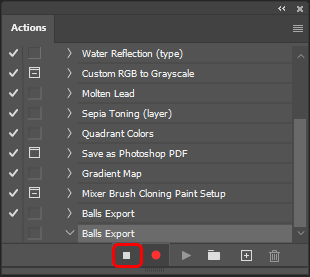 Actions
Water Reflection (type)
Custom RGB to Grayscale
Molten Lead
Sepia Toning (layer)
Quadrant Colors
Save as Photoshop PDF
Gradient Map
Mixer Brush Cloning Paint Setup
Balls Export
Balls Export